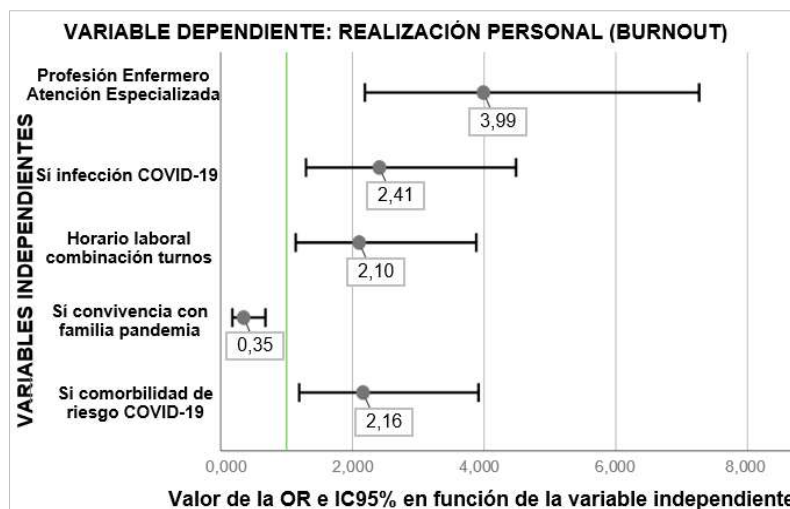 VARIABLE DEPENDIENTE: REALIZACIÓN PERSONAL (BURNOUT)
VARIABLES INDEPENDIENTES
Profesión Enfermero
Atención Especializada
3,99
Sí infección COVID-19
2,41
Horario laboral
combinación turnos
2,10
Sí convivencia con
familia pandemia
0,35
Si comorbilidad de
riesgo COVID-19
2,16
0,000 2,000 4,000 6,000 8,000
Valor de la OR e IC95% en función de la variable independiente